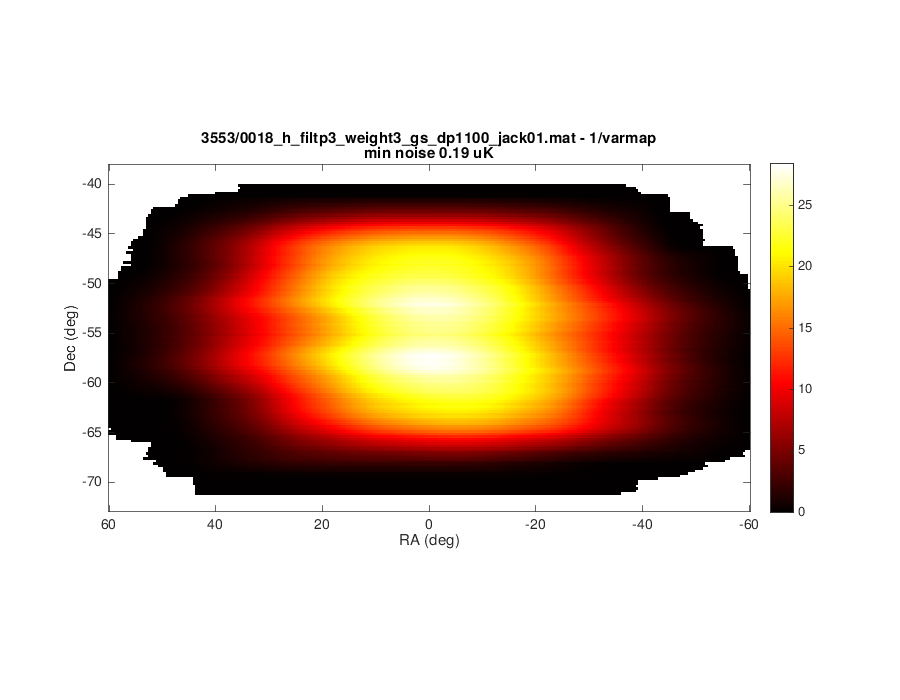 3553/0018_h_filtp3_weight3_gs_dp1100_jack01.mat - 1/varmap
min noise 0.19 uK
-40
-45
-50
-55
-60
-65
-70
Dec (deg)
60 40 20 0 -20 -40 -60
RA (deg)
25
20
15
10
5
0